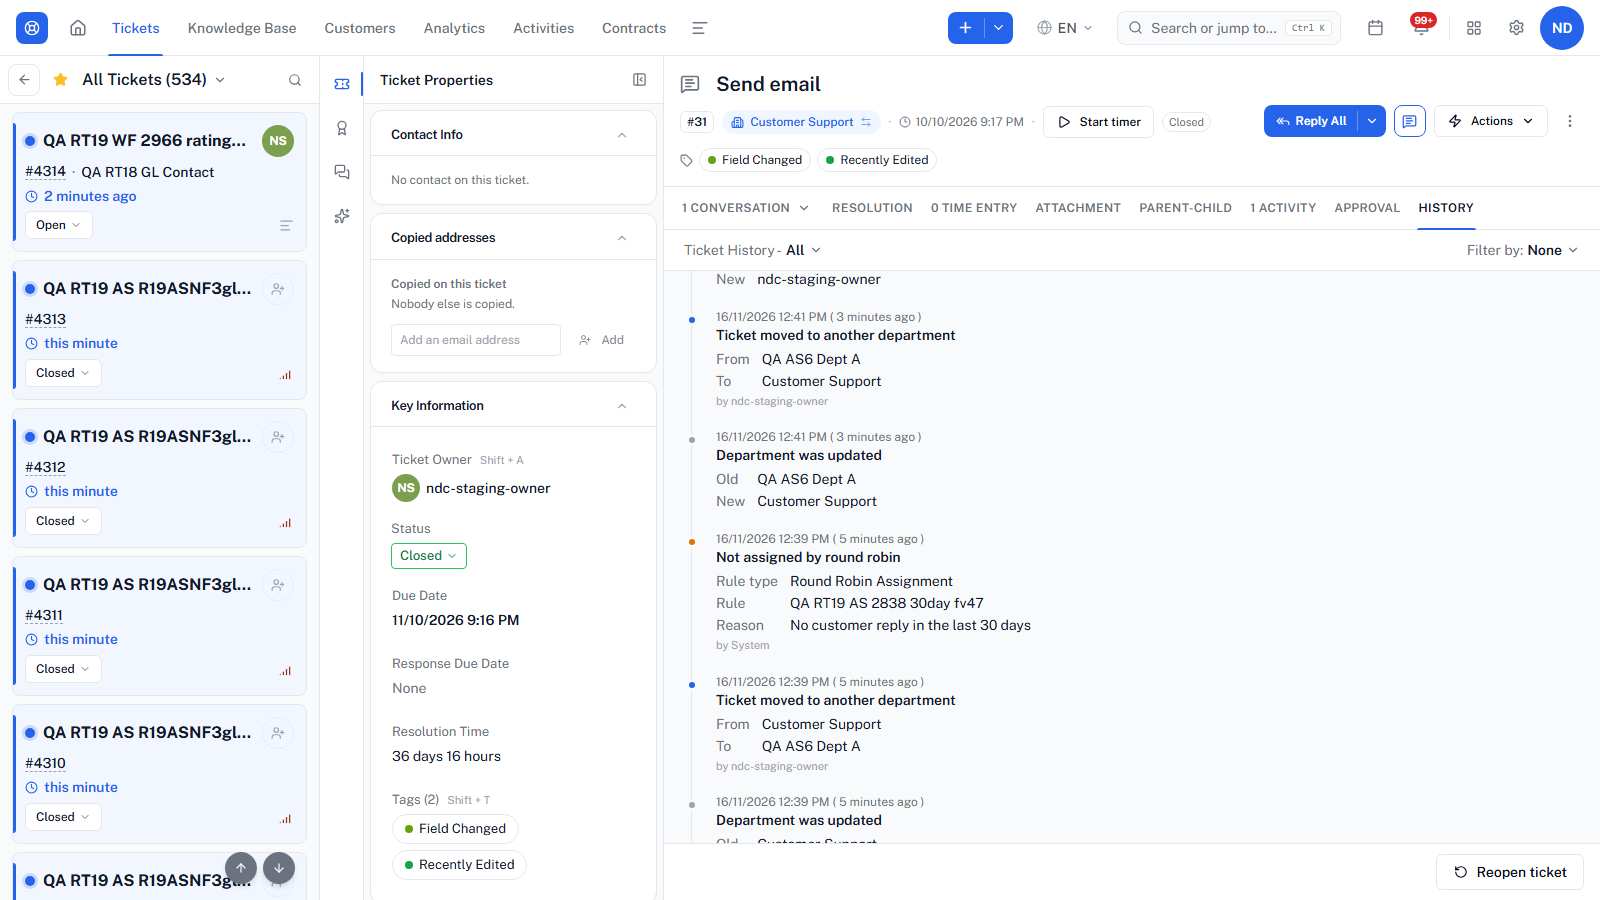 Tickets
Knowledge Base
Customers
Analytics
Activities
Contracts
EN
Search or jump to...
Ctrl K
99+
ND
All Tickets (534)
QA RT19 WF 2966 rating...
NS
#4314 · QA RT18 GL Contact
2 minutes ago
Open
QA RT19 AS R19ASNF3gl...
#4313
this minute
Closed
QA RT19 AS R19ASNF3gl...
#4312
this minute
Closed
QA RT19 AS R19ASNF3gl...
#4311
this minute
Closed
QA RT19 AS R19ASNF3gl...
#4310
this minute
Closed
QA RT19 AS R19ASNF3gl...
Ticket Properties
Contact Info
No contact on this ticket.
Copied addresses
Copied on this ticket
Nobody else is copied.
Add an email address
Add
Key Information
Ticket Owner Shift + A
NS ndc-staging-owner
Status
Closed
Due Date
11/10/2026 9:16 PM
Response Due Date
None
Resolution Time
36 days 16 hours
Tags (2) Shift + T
Field Changed
Recently Edited
Send email
#31
Customer Support
· 10/10/2026 9:17 PM ·
Start timer
Closed
Reply All
Actions
Field Changed
Recently Edited
1 CONVERSATION
RESOLUTION
0 TIME ENTRY
ATTACHMENT
PARENT-CHILD
1 ACTIVITY
APPROVAL
HISTORY
Ticket History - All
Filter by: None
New ndc-staging-owner
16/11/2026 12:41 PM ( 3 minutes ago )
Ticket moved to another department
From QA AS6 Dept A
To Customer Support
by ndc-staging-owner
16/11/2026 12:41 PM ( 3 minutes ago )
Department was updated
Old QA AS6 Dept A
New Customer Support
16/11/2026 12:39 PM ( 5 minutes ago )
Not assigned by round robin
Rule type Round Robin Assignment
Rule QA RT19 AS 2838 30day fv47
Reason No customer reply in the last 30 days
by System
16/11/2026 12:39 PM ( 5 minutes ago )
Ticket moved to another department
From Customer Support
To QA AS6 Dept A
by ndc-staging-owner
16/11/2026 12:39 PM ( 5 minutes ago )
Department was updated
Old Customer Support
Reopen ticket